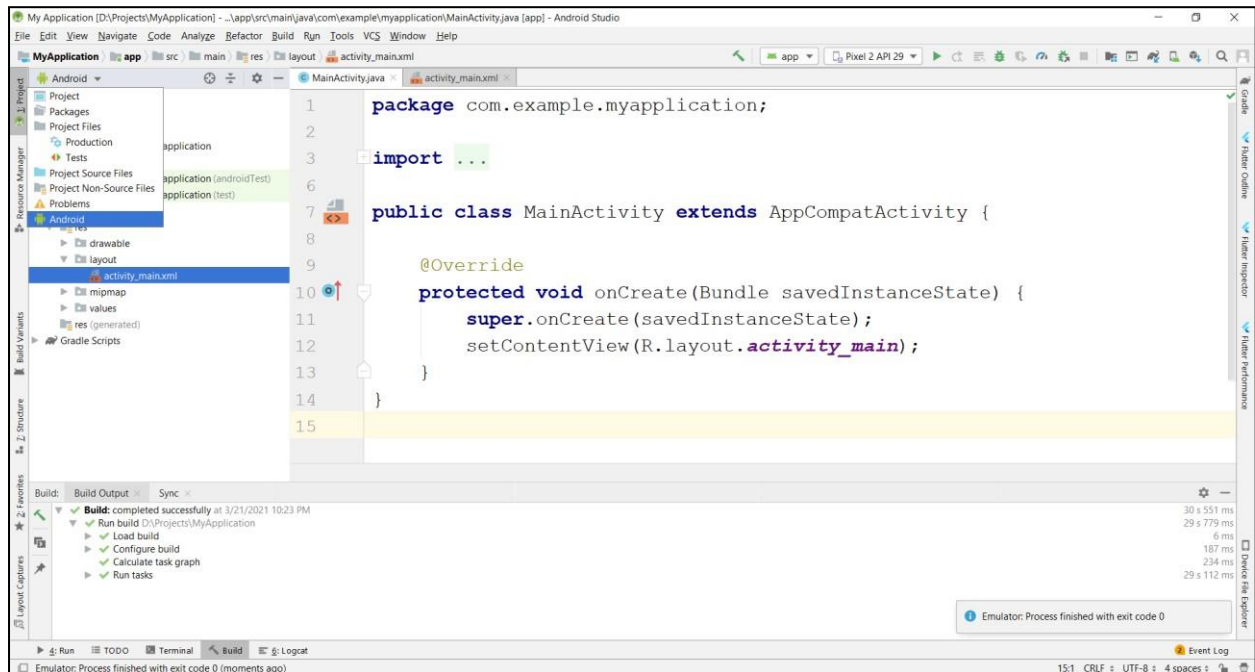 My Application [D:\Projects\MyApplication] - ...\app\src\main\java\com\example\myapplication\MainActivity.java [app] - Android Studio
File Edit View Navigate Code Analyze Refactor Build Run Tools VCS Window Help
MyApplication app src main res layout activity_main.xml
app Pixel 2 API 29
Android
MainActivity.java activity_main.xml
Project
Packages
Project Files
Production
Tests
Project Source Files
Project Non-Source Files
Problems
Android
application
application (androidTest)
application (test)
res
drawable
layout
activity_main.xml
mipmap
values
res (generated)
Gradle Scripts
1 package com.example.myapplication;
2
3 import ...
6
7 public class MainActivity extends AppCompatActivity {
8
9 @Override
10 protected void onCreate(Bundle savedInstanceState) {
11 super.onCreate(savedInstanceState);
12 setContentView(R.layout.activity_main);
13 }
14 }
15
1: Project
Resource Manager
Build Variants
Z: Structure
2: Favorites
Layout Captures
Gradle
Flutter Outline
Flutter Inspector
Flutter Performance
Device File Explorer
Build: Build Output Sync
Build: completed successfully at 3/21/2021 10:23 PM 30 s 551 ms
Run build D:\Projects\MyApplication 29 s 779 ms
Load build 6 ms
Configure build 187 ms
Calculate task graph 234 ms
Run tasks 29 s 112 ms
Emulator: Process finished with exit code 0
4: Run TODO Terminal Build 6: Logcat 2 Event Log
Emulator: Process finished with exit code 0 (moments ago) 15:1 CRLF UTF-8 4 spaces